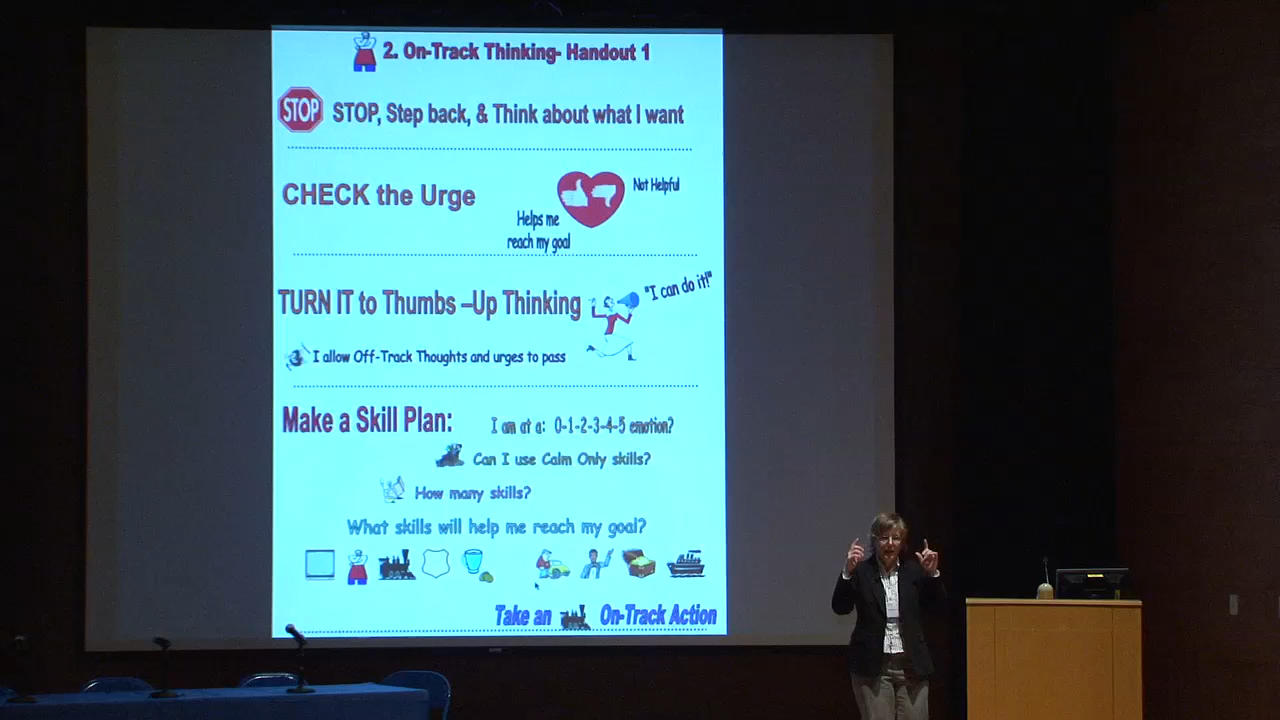 2. On-Track Thinking- Handout 1
STOP
STOP, Step back, & Think about what I want
CHECK the Urge
Not Helpful
Helps me
reach my goal
TURN IT to Thumbs –Up Thinking
"I can do it!"
I allow Off-Track Thoughts and urges to pass
Make a Skill Plan:
I am at a: 0-1-2-3-4-5 emotion?
Can I use Calm Only skills?
How many skills?
What skills will help me reach my goal?
Take an On-Track Action